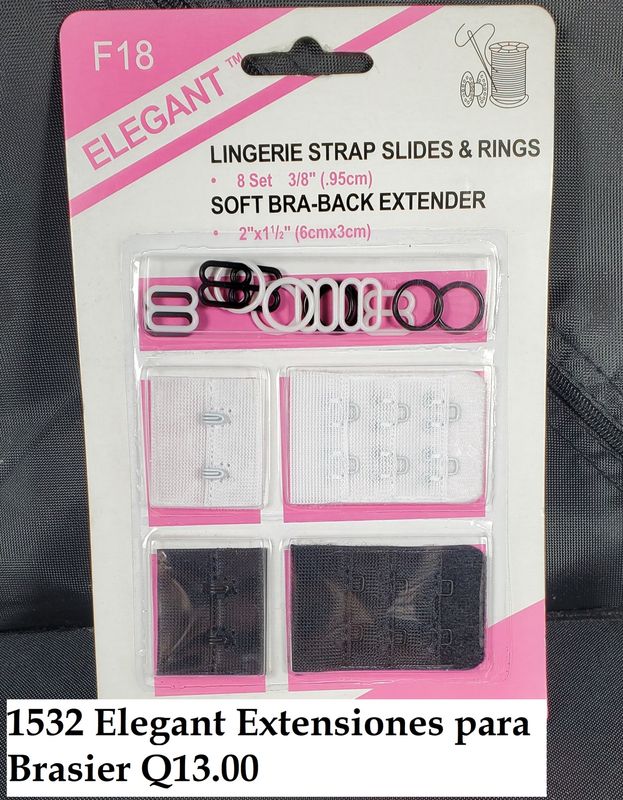 F18
ELEGANT™
LINGERIE STRAP SLIDES & RINGS
• 8 Set 3/8" (.95cm)
SOFT BRA-BACK EXTENDER
• 2"x1½" (6cmx3cm)
1532 Elegant Extensiones para
Brasier Q13.00